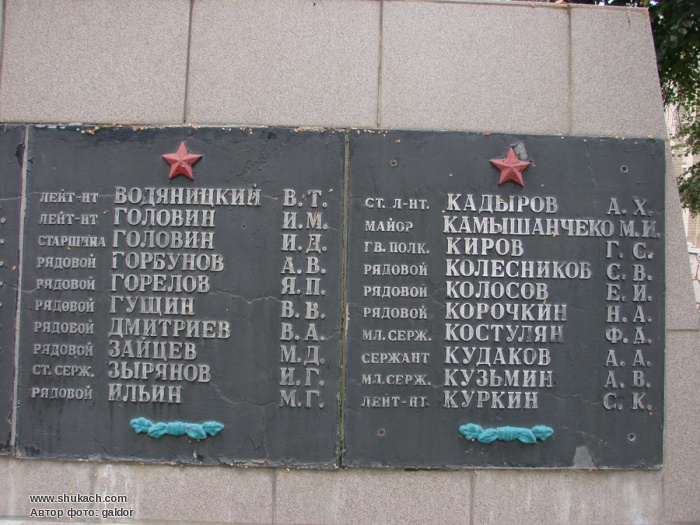 ЛЕЙТ-НТ ВОДЯНИЦКИЙ В.Т.
ЛЕЙТ-НТ ГОЛОВИН И.М.
СТАРШИНА ГОЛОВИН И.Д.
РЯДОВОЙ ГОРБУНОВ А.В.
РЯДОВОЙ ГОРЕЛОВ Я.П.
РЯДОВОЙ ГУЩИН В.В.
РЯДОВОЙ ДМИТРИЕВ В.А.
РЯДОВОЙ ЗАЙЦЕВ М.Д.
СТ. СЕРЖ. ЗЫРЯНОВ И.Г.
РЯДОВОЙ ИЛЬИН М.Г.
СТ. Л-НТ. КАДЫРОВ А.Х.
МАЙОР КАМЫШАНЧЕКО М.И.
ГВ. ПОЛК. КИРОВ Г.С.
РЯДОВОЙ КОЛЕСНИКОВ С.В.
РЯДОВОЙ КОЛОСОВ Е.И.
РЯДОВОЙ КОРОЧКИН Н.А.
МЛ. СЕРЖ. КОСТУЛЯН Ф.А.
СЕРЖАНТ КУДАКОВ А.А.
МЛ. СЕРЖ. КУЗЬМИН А.В.
ЛЕЙТ-НТ КУРКИН С.К.
www.shukach.com
Автор фото: galdor